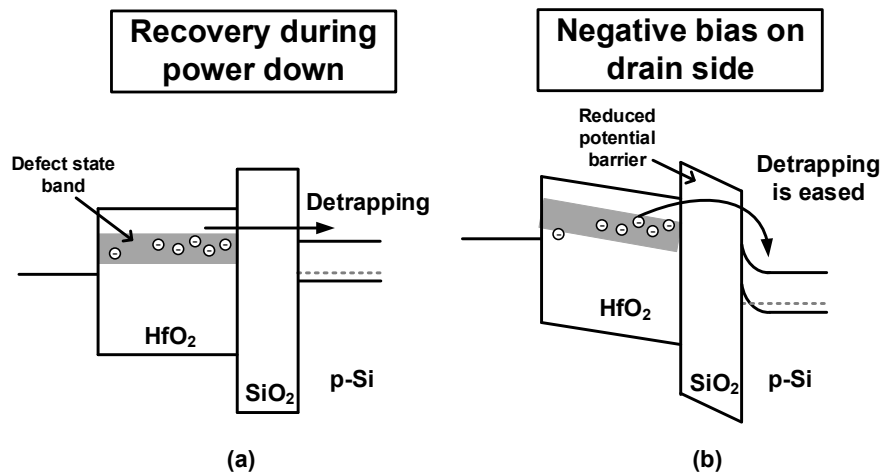 Recovery during
power down
Negative bias on
drain side
Defect state
band
Detrapping
HfO₂
SiO₂
p-Si
(a)
Reduced
potential
barrier
Detrapping
is eased
HfO₂
SiO₂
p-Si
(b)